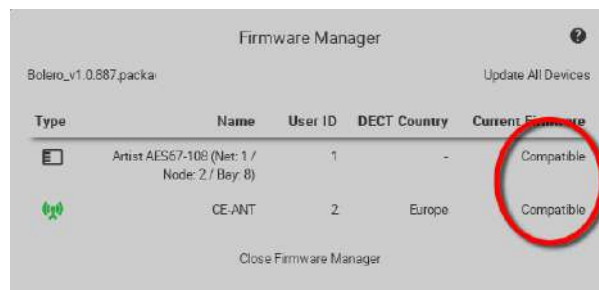 Firmware Manager
Bolero_v1.0.887.packa Update All Devices
Type Name User ID DECT Country Current Firmware
Artist AES67-108 (Net: 1 / 1 - Compatible
Node: 2 / Bay: 8)
CE-ANT 2 Europe Compatible
Close Firmware Manager